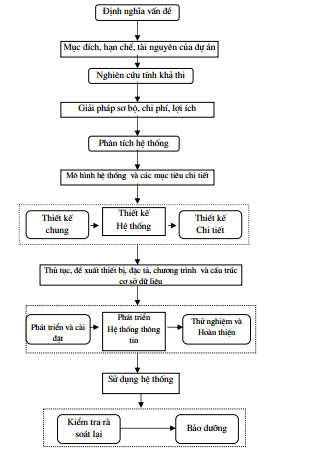 Định nghĩa vấn đề
Mục đích, hạn chế, tài nguyên của dự án
Nghiên cứu tính khả thi
Giải pháp sơ bộ, chi phí, lợi ích
Phân tích hệ thống
Mô hình hệ thống và các mục tiêu chi tiết
Thiết kế
chung
Thiết kế
Hệ thống
Thiết kế
Chi tiết
Thủ tục, đề xuất thiết bị, đặc tả, chương trình và cấu trúc
cơ sở dữ liệu
Phát triển và cài
đặt
Phát triển
Hệ thống thông
tin
Thử nghiệm và
Hoàn thiện
Sử dụng hệ thống
Kiểm tra rà
soát lại
Bảo dưỡng